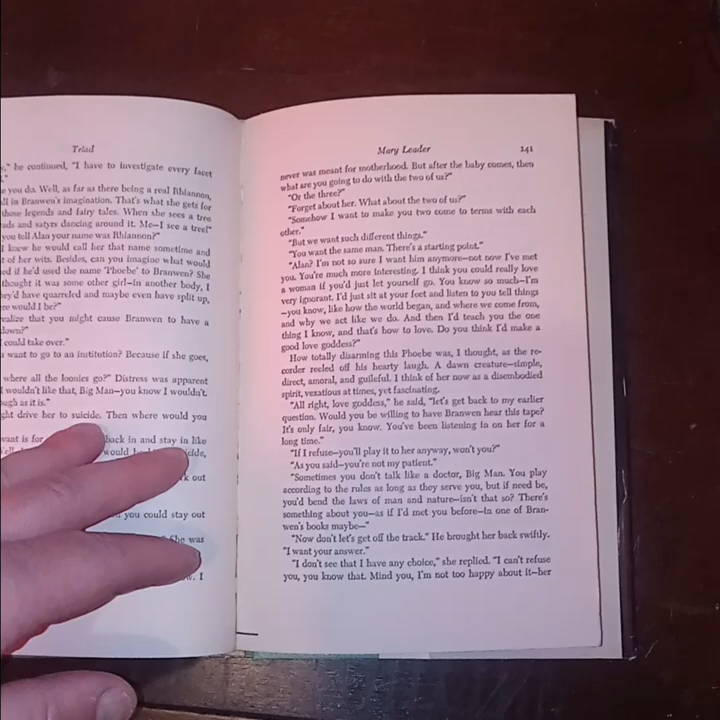 Triad
," he continued, "I have to investigate every facet
"
e you do. Well, as far as there being a real Rhiannon,
all in Branwen's imagination. That's what she gets for
those legends and fairy tales. When she sees a tree
ads and satyrs dancing around it. Me—I see a tree!"
you tell Alan your name was Rhiannon?"
I knew he would call her that name sometime and
t of her wits. Besides, can you imagine what would
ed if he'd used the name 'Phoebe' to Branwen? She
thought it was some other girl—in another body, I
hey'd have quarreled and maybe even have split up,
re would I be?"
ealize that you might cause Branwen to have a
down?"
I could take over."
u want to go to an institution? Because if she goes,
where all the loonies go?" Distress was apparent
I wouldn't like that, Big Man—you know I wouldn't.
ough as it is."
ght drive her to suicide. Then where would you
want is for back in and stay in like
would
out
you could stay out
She was
I
Mary Leader 241
never was meant for motherhood. But after the baby comes, then
what are you going to do with the two of us?"
"Or the three?"
"Forget about her. What about the two of us?"
"Somehow I want to make you two come to terms with each
other."
"But we want such different things."
"You want the same man. There's a starting point."
"Alan? I'm not so sure I want him anymore—not now I've met
you. You're much more interesting. I think you could really love
a woman if you'd just let yourself go. You know so much—I'm
very ignorant. I'd just sit at your feet and listen to you tell things
—you know, like how the world began, and where we come from,
and why we act like we do. And then I'd teach you the one
thing I know, and that's how to love. Do you think I'd make a
good love goddess?"
How totally disarming this Phoebe was, I thought, as the re-
corder reeled off his hearty laugh. A dawn creature—simple,
direct, amoral, and guileful. I think of her now as a disembodied
spirit, vexatious at times, yet fascinating.
"All right, love goddess," he said, "let's get back to my earlier
question. Would you be willing to have Branwen hear this tape?
It's only fair, you know. You've been listening in on her for a
long time."
"If I refuse—you'll play it to her anyway, won't you?"
"As you said—you're not my patient."
"Sometimes you don't talk like a doctor, Big Man. You play
according to the rules as long as they serve you, but if need be,
you'd bend the laws of man and nature—isn't that so? There's
something about you—as if I'd met you before—in one of Bran-
wen's books maybe—"
"Now don't let's get off the track." He brought her back swiftly.
"I want your answer."
"I don't see that I have any choice," she replied. "I can't refuse
you, you know that. Mind you, I'm not too happy about it—her